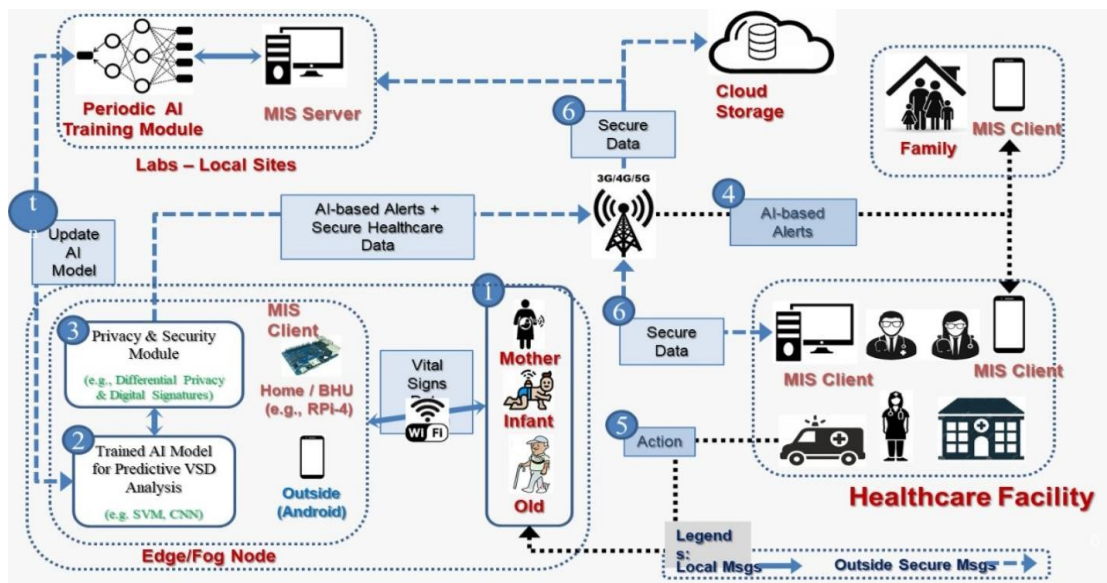 Periodic AI
Training Module
MIS Server
Labs – Local Sites
Cloud
Storage
Family
MIS Client
6
Secure
Data
3G/4G/5G
t
Update
AI
Model
AI-based Alerts +
Secure Healthcare
Data
4
AI-based
Alerts
3
Privacy & Security
Module
(e.g., Differential Privacy
& Digital Signatures)
2
Trained AI Model
for Predictive VSD
Analysis
(e.g. SVM, CNN)
MIS
Client
Home / BHU
(e.g., RPi-4)
Outside
(Android)
Edge/Fog Node
Vital
Signs
Wi Fi
1
Mother
Infant
Old
6
Secure
Data
MIS Client
MIS Client
5
Action
Healthcare Facility
Legend
s:
Local Msgs
Outside Secure Msgs